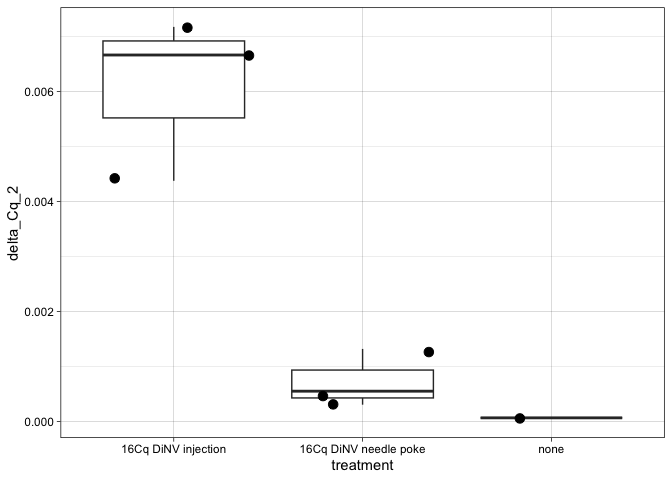 0.006
0.004
0.002
0.000
delta_Cq_2
16Cq DiNV injection
16Cq DiNV needle poke
none
treatment